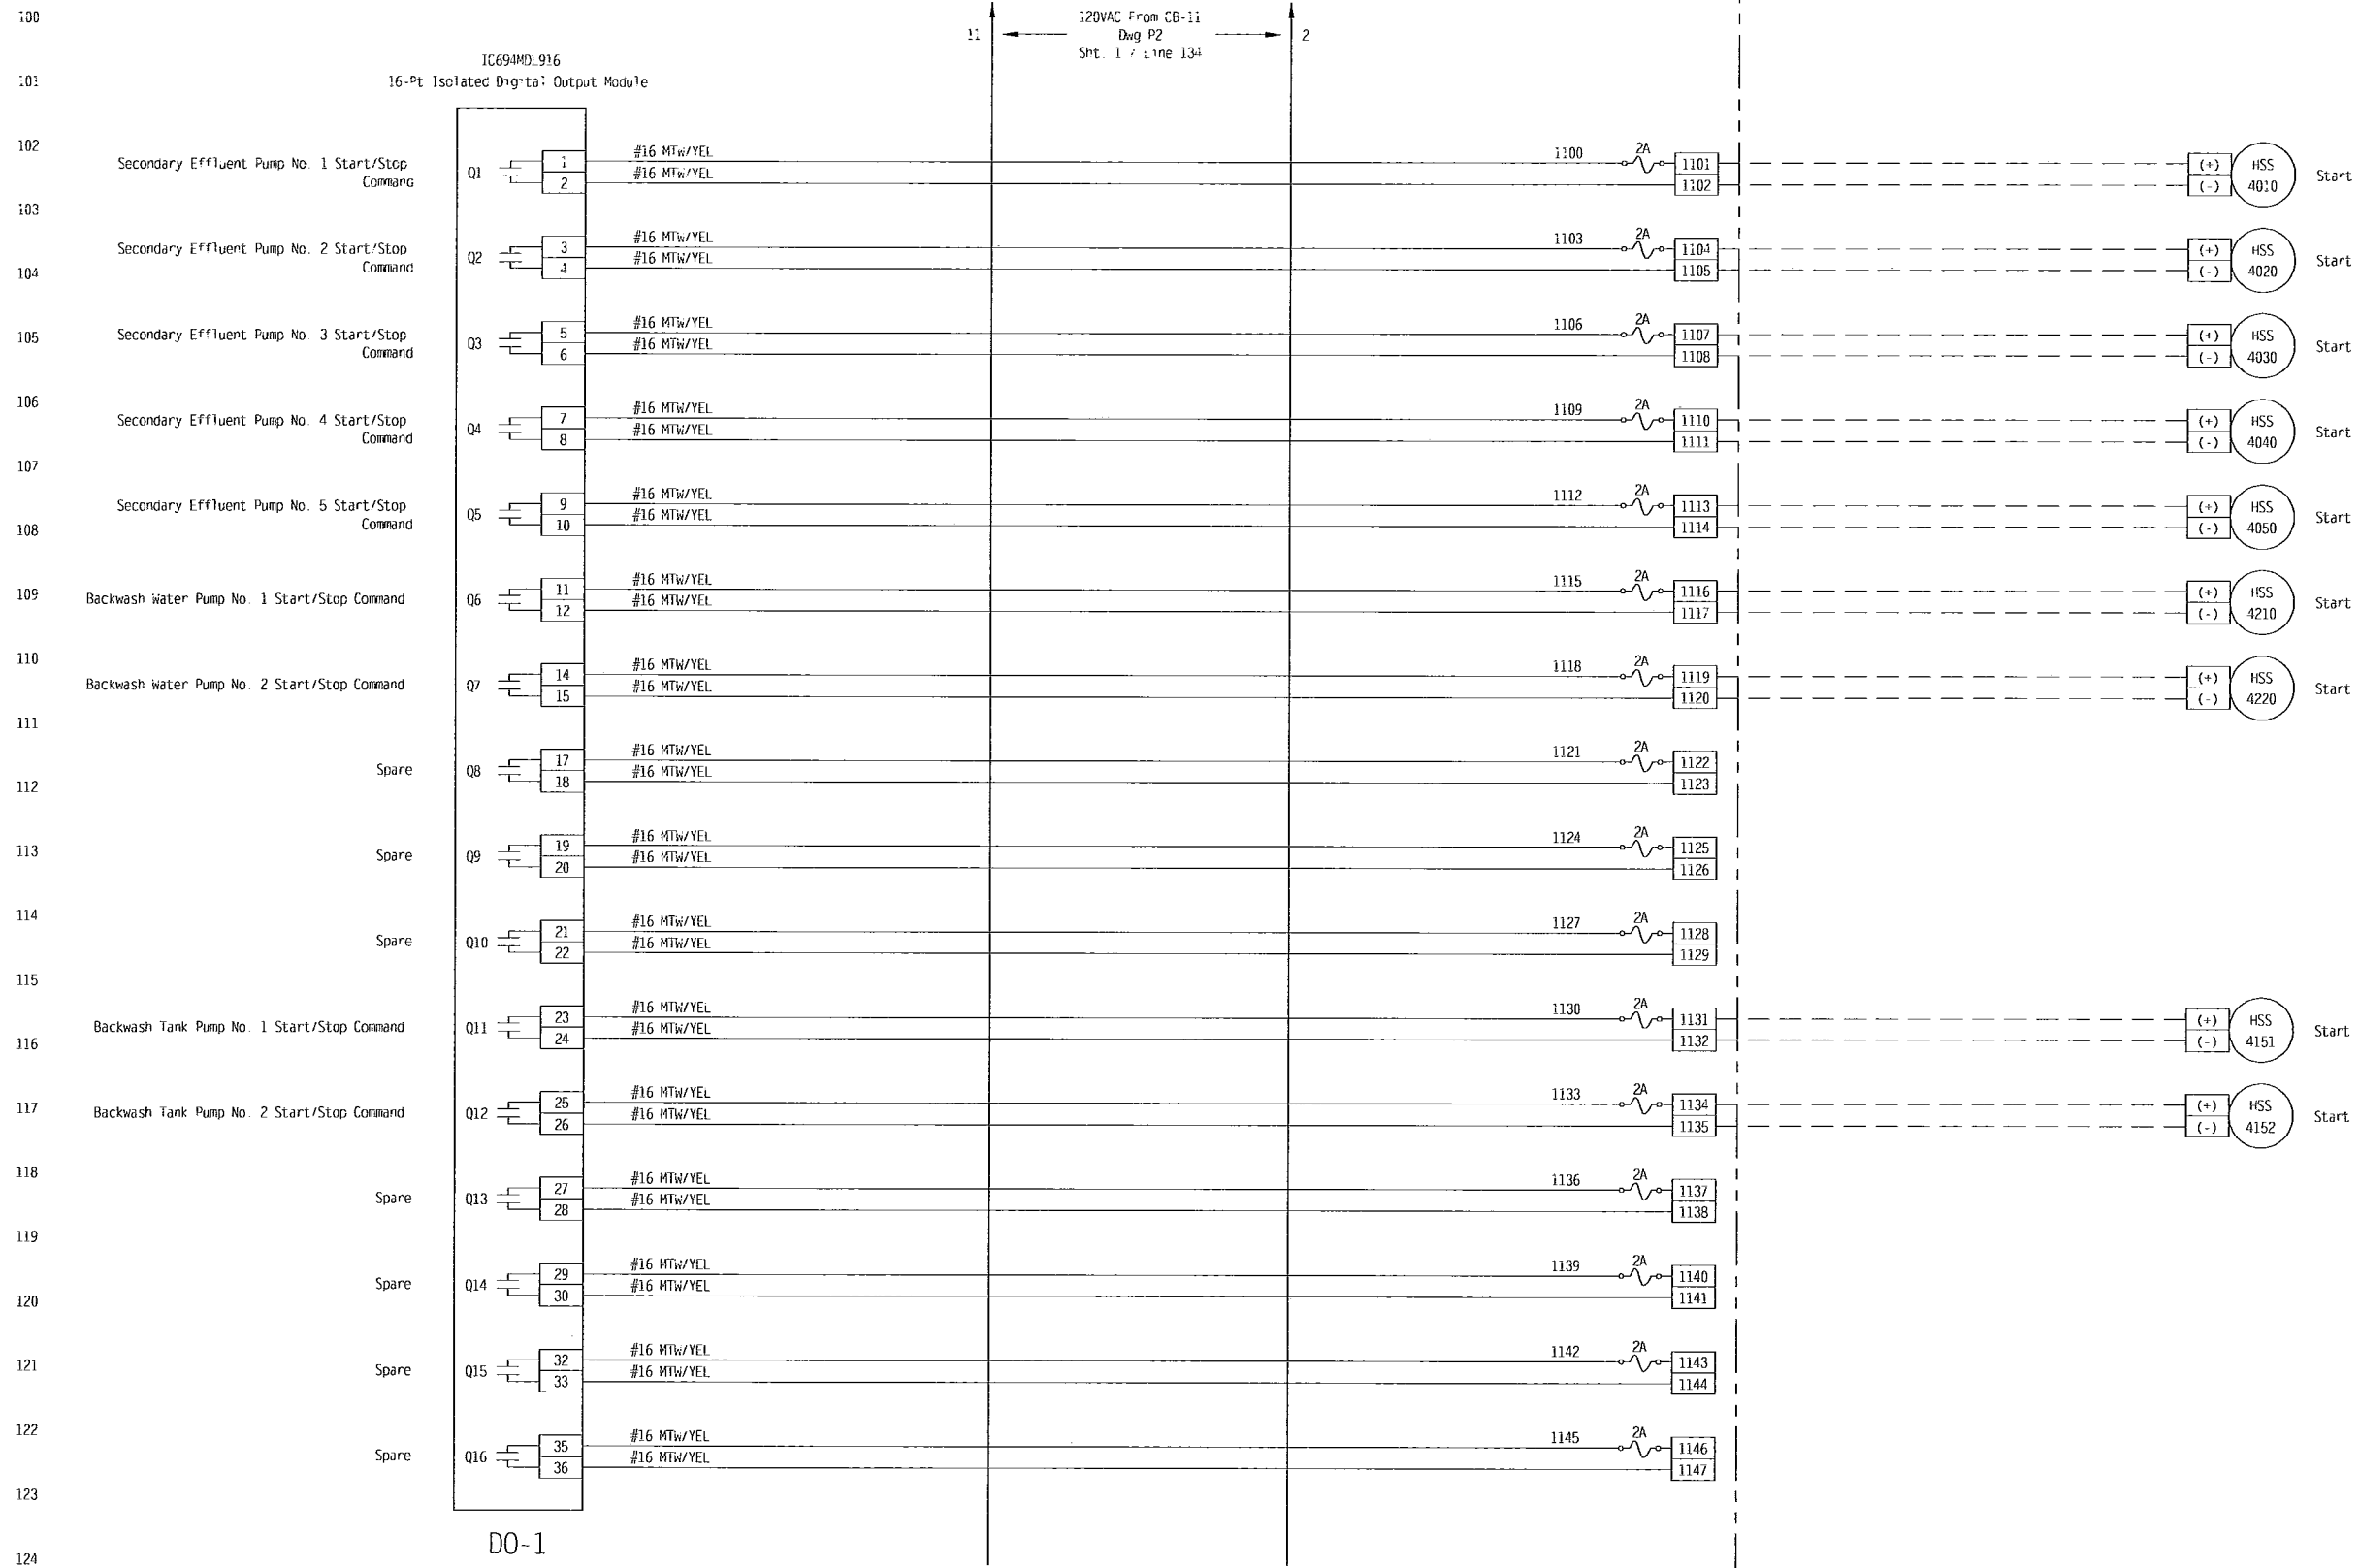 100
120VAC From CB-11
11
Dwg P2
2
Sht. 1 / Line 134
IC694MDL916
101
16-Pt Isolated Digital Output Module
102
Secondary Effluent Pump No. 1 Start/Stop
Command
Q1
1
2
#16 MTW/YEL
#16 MTW/YEL
1100
2A
1101
1102
(+)
(-)
HSS
4010
Start
103
Secondary Effluent Pump No. 2 Start/Stop
Command
Q2
3
4
#16 MTW/YEL
#16 MTW/YEL
1103
2A
1104
1105
(+)
(-)
HSS
4020
Start
104
105
Secondary Effluent Pump No. 3 Start/Stop
Command
Q3
5
6
#16 MTW/YEL
#16 MTW/YEL
1106
2A
1107
1108
(+)
(-)
HSS
4030
Start
106
Secondary Effluent Pump No. 4 Start/Stop
Command
Q4
7
8
#16 MTW/YEL
#16 MTW/YEL
1109
2A
1110
1111
(+)
(-)
HSS
4040
Start
107
Secondary Effluent Pump No. 5 Start/Stop
Command
Q5
9
10
#16 MTW/YEL
#16 MTW/YEL
1112
2A
1113
1114
(+)
(-)
HSS
4050
Start
108
109
Backwash Water Pump No. 1 Start/Stop Command
Q6
11
12
#16 MTW/YEL
#16 MTW/YEL
1115
2A
1116
1117
(+)
(-)
HSS
4210
Start
110
Backwash Water Pump No. 2 Start/Stop Command
Q7
14
15
#16 MTW/YEL
#16 MTW/YEL
1118
2A
1119
1120
(+)
(-)
HSS
4220
Start
111
Spare
Q8
17
18
#16 MTW/YEL
#16 MTW/YEL
1121
2A
1122
1123
112
113
Spare
Q9
19
20
#16 MTW/YEL
#16 MTW/YEL
1124
2A
1125
1126
114
Spare
Q10
21
22
#16 MTW/YEL
#16 MTW/YEL
1127
2A
1128
1129
115
Backwash Tank Pump No. 1 Start/Stop Command
Q11
23
24
#16 MTW/YEL
#16 MTW/YEL
1130
2A
1131
1132
(+)
(-)
HSS
4151
Start
116
117
Backwash Tank Pump No. 2 Start/Stop Command
Q12
25
26
#16 MTW/YEL
#16 MTW/YEL
1133
2A
1134
1135
(+)
(-)
HSS
4152
Start
118
Spare
Q13
27
28
#16 MTW/YEL
#16 MTW/YEL
1136
2A
1137
1138
119
Spare
Q14
29
30
#16 MTW/YEL
#16 MTW/YEL
1139
2A
1140
1141
120
121
Spare
Q15
32
33
#16 MTW/YEL
#16 MTW/YEL
1142
2A
1143
1144
122
Spare
Q16
35
36
#16 MTW/YEL
#16 MTW/YEL
1145
2A
1146
1147
123
DO-1
124